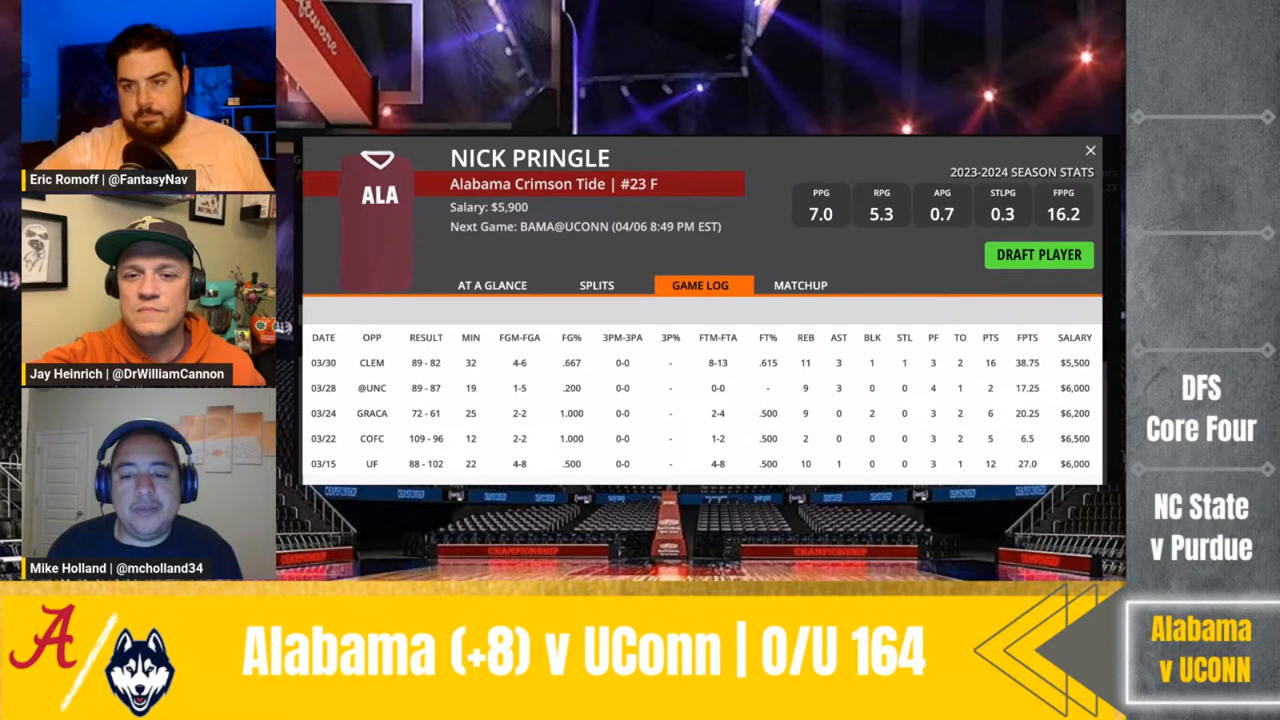 Eric Romoff | @FantasyNav
Jay Heinrich | @DrWilliamCannon
Mike Holland | @mcholland34
ALA
NICK PRINGLE
Alabama Crimson Tide | #23 F
Salary: $5,900
Next Game: BAMA@UCONN (04/06 8:49 PM EST)
2023-2024 SEASON STATS
PPG RPG APG STLPG FPPG
7.0 5.3 0.7 0.3 16.2
DRAFT PLAYER
AT A GLANCE SPLITS GAME LOG MATCHUP
DATE OPP RESULT MIN FGM-FGA FG% 3PM-3PA 3P% FTM-FTA FT% REB AST BLK STL PF TO PTS FPTS SALARY
03/30 CLEM 89 - 82 32 4-6 .667 0-0 - 8-13 .615 11 3 1 1 3 2 16 38.75 $5,500
03/28 @UNC 89 - 87 19 1-5 .200 0-0 - 0-0 - 9 3 0 0 4 1 2 17.25 $6,000
03/24 GRACA 72 - 61 25 2-2 1.000 0-0 - 2-4 .500 9 0 2 0 3 2 6 20.25 $6,200
03/22 COFC 109 - 96 12 2-2 1.000 0-0 - 1-2 .500 2 0 0 0 3 2 5 6.5 $6,500
03/15 UF 88 - 102 22 4-8 .500 0-0 - 4-8 .500 10 1 0 0 3 1 12 27.0 $6,000
CHAMPIONSHIP
CHAMPIONSHIP
DFS
Core Four
NC State
v Purdue
Alabama
v UCONN
A
Alabama (+8) v UConn | O/U 164